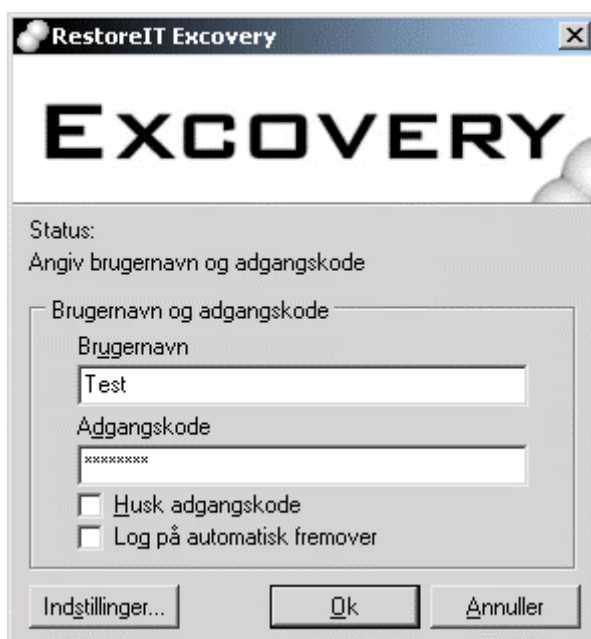 RestoreIT Excovery
EXCOVERY
Status:
Angiv brugernavn og adgangskode
Brugernavn og adgangskode
Brugernavn
Test
Adgangskode
××××××××
Husk adgangskode
Log på automatisk fremover
Indstillinger...
Ok
Annuller